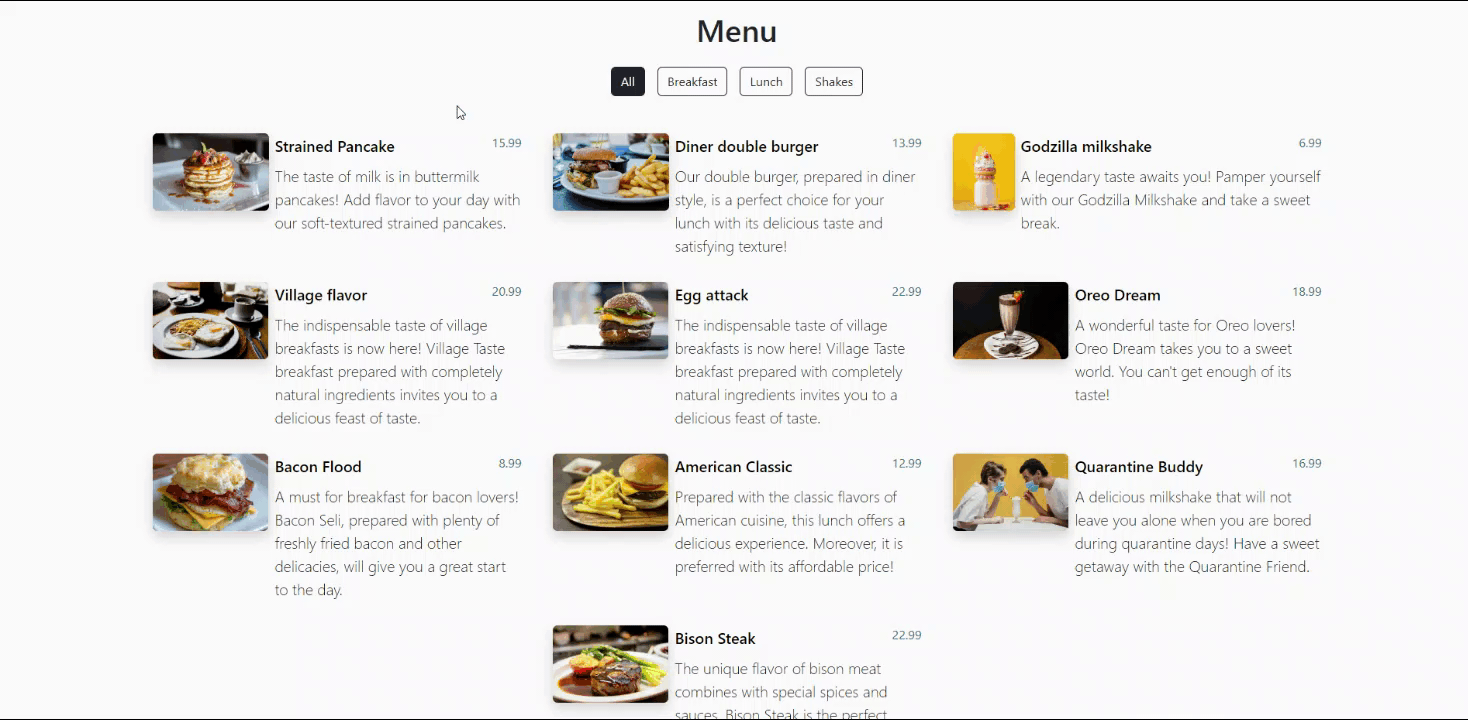 Menu
All
Breakfast
Lunch
Shakes
Strained Pancake
15.99
The taste of milk is in buttermilk
pancakes! Add flavor to your day with
our soft-textured strained pancakes.
Diner double burger
13.99
Our double burger, prepared in diner
style, is a perfect choice for your
lunch with its delicious taste and
satisfying texture!
Godzilla milkshake
6.99
A legendary taste awaits you! Pamper yourself
with our Godzilla Milkshake and take a sweet
break.
Village flavor
20.99
The indispensable taste of village
breakfasts is now here! Village Taste
breakfast prepared with completely
natural ingredients invites you to a
delicious feast of taste.
Egg attack
22.99
The indispensable taste of village
breakfasts is now here! Village Taste
breakfast prepared with completely
natural ingredients invites you to a
delicious feast of taste.
Oreo Dream
18.99
A wonderful taste for Oreo lovers!
Oreo Dream takes you to a sweet
world. You can't get enough of its
taste!
Bacon Flood
8.99
A must for breakfast for bacon lovers!
Bacon Seli, prepared with plenty of
freshly fried bacon and other
delicacies, will give you a great start
to the day.
American Classic
12.99
Prepared with the classic flavors of
American cuisine, this lunch offers a
delicious experience. Moreover, it is
preferred with its affordable price!
Quarantine Buddy
16.99
A delicious milkshake that will not
leave you alone when you are bored
during quarantine days! Have a sweet
getaway with the Quarantine Friend.
Bison Steak
22.99
The unique flavor of bison meat
combines with special spices and
sauces. Bison Steak is the perfect